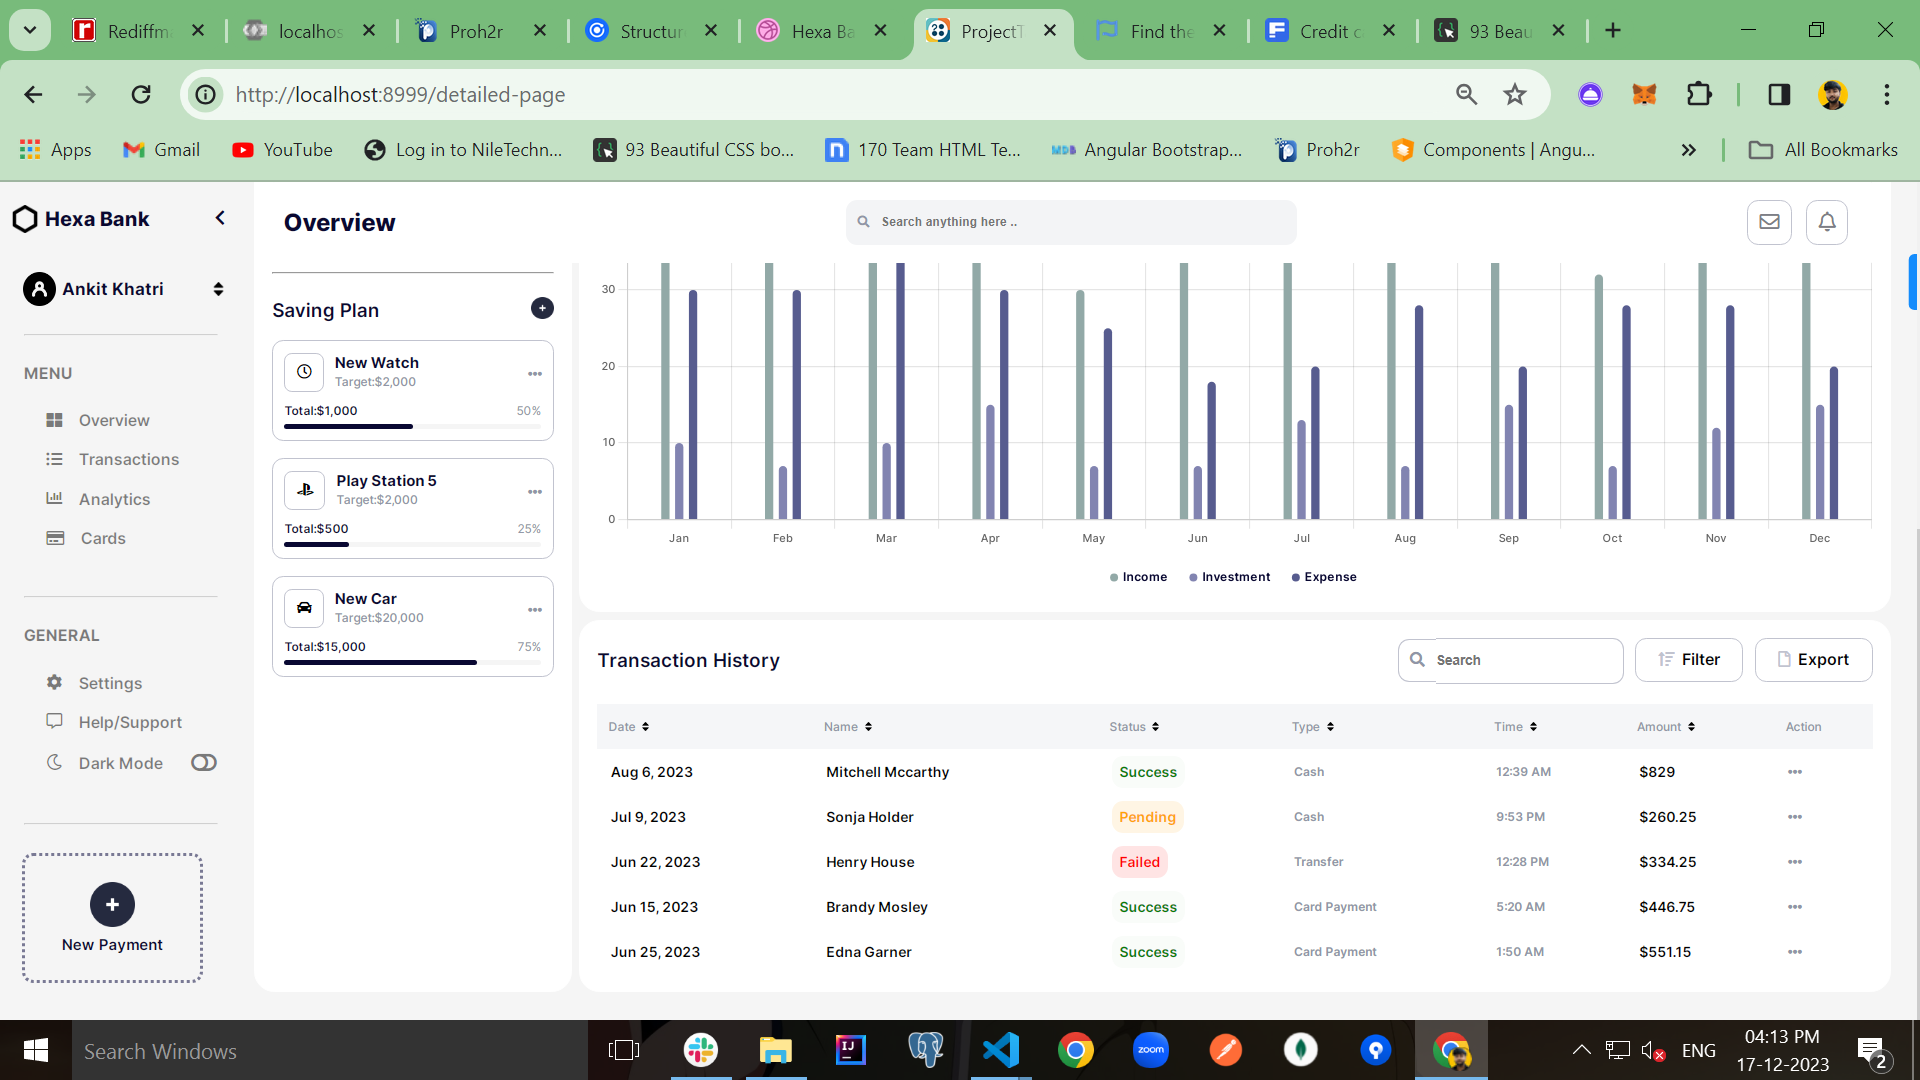 Rediffm
localhos
Proh2r
Structur
Hexa Ba
ProjectT
Find the
Credit c
93 Beau
http://localhost:8999/detailed-page
Apps
Gmail
YouTube
Log in to NileTechn...
93 Beautiful CSS bo...
170 Team HTML Te...
Angular Bootstrap...
Proh2r
Components | Angu...
All Bookmarks
Hexa Bank
Overview
Search anything here ..
Ankit Khatri
MENU
Overview
Transactions
Analytics
Cards
GENERAL
Settings
Help/Support
Dark Mode
New Payment
Saving Plan
New Watch
Target:$2,000
Total:$1,000 50%
Play Station 5
Target:$2,000
Total:$500 25%
New Car
Target:$20,000
Total:$15,000 75%
30
20
10
0
Jan Feb Mar Apr May Jun Jul Aug Sep Oct Nov Dec
Income Investment Expense
Transaction History
Search
Filter
Export
Date Name Status Type Time Amount Action
Aug 6, 2023 Mitchell Mccarthy Success Cash 12:39 AM $829
Jul 9, 2023 Sonja Holder Pending Cash 9:53 PM $260.25
Jun 22, 2023 Henry House Failed Transfer 12:28 PM $334.25
Jun 15, 2023 Brandy Mosley Success Card Payment 5:20 AM $446.75
Jun 25, 2023 Edna Garner Success Card Payment 1:50 AM $551.15
Search Windows
zoom
ENG
04:13 PM
17-12-2023
2